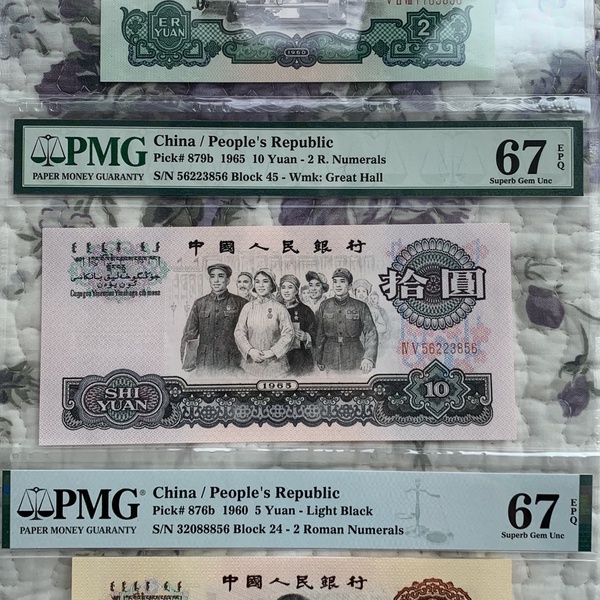 ER
YUAN
1960
2
PMG
PAPER MONEY GUARANTY
China / People's Republic
Pick# 879b 1965 10 Yuan - 2 R. Numerals
S/N 56223856 Block 45 - Wmk: Great Hall
67
EPQ
Superb Gem Unc
中國人民銀行
拾圓
ⅣⅤ56223856
SHI
YUAN
1965
10
PMG®
PAPER MONEY GUARANTY
China / People's Republic
Pick# 876b 1960 5 Yuan - Light Black
S/N 32088856 Block 24 - 2 Roman Numerals
67
EPQ
Superb Gem Unc
中國人民銀行